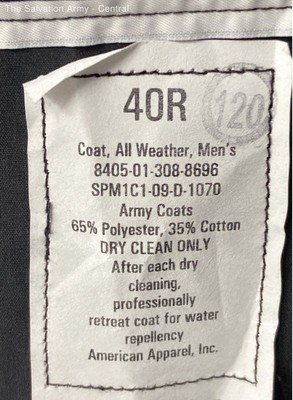 The Salvation Army - Central
40R
120
Coat, All Weather, Men's
8405-01-308-8696
SPM1C1-09-D-1070
Army Coats
65% Polyester, 35% Cotton
DRY CLEAN ONLY
After each dry
cleaning,
professionally
retreat coat for water
repellency
American Apparel, Inc.